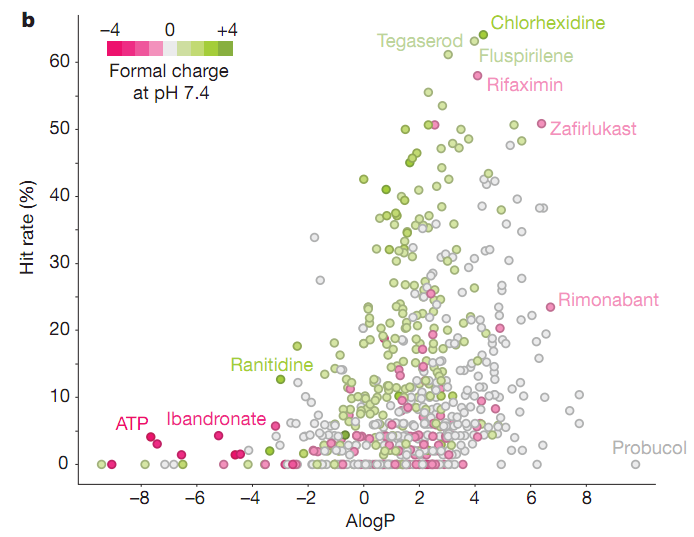 b
−4 0 +4
Formal charge
at pH 7.4
Chlorhexidine
Tegaserod
Fluspirilene
Rifaximin
Zafirlukast
Rimonabant
Ranitidine
ATP
Ibandronate
Probucol
Hit rate (%)
60
50
40
30
20
10
0
−8 −6 −4 −2 0 2 4 6 8
AlogP